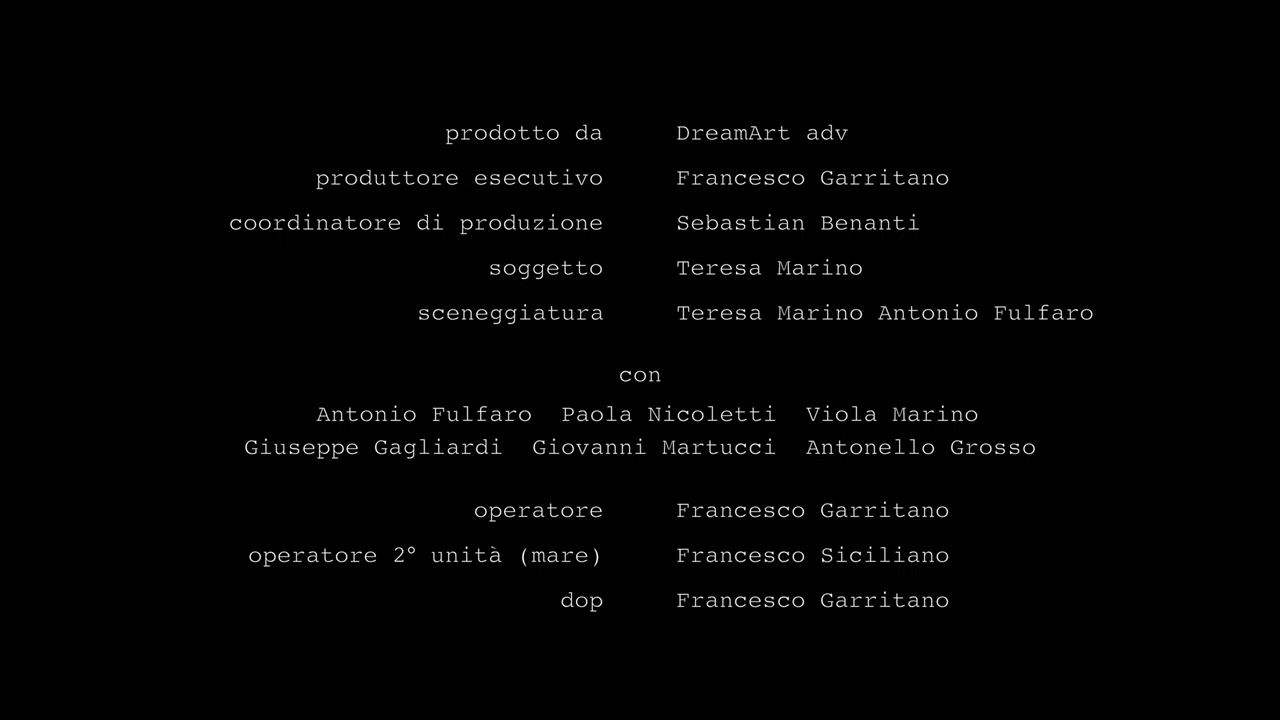 prodotto da DreamArt adv
produttore esecutivo Francesco Garritano
coordinatore di produzione Sebastian Benanti
soggetto Teresa Marino
sceneggiatura Teresa Marino Antonio Fulfaro
con
Antonio Fulfaro Paola Nicoletti Viola Marino
Giuseppe Gagliardi Giovanni Martucci Antonello Grosso
operatore Francesco Garritano
operatore 2° unità (mare) Francesco Siciliano
dop Francesco Garritano